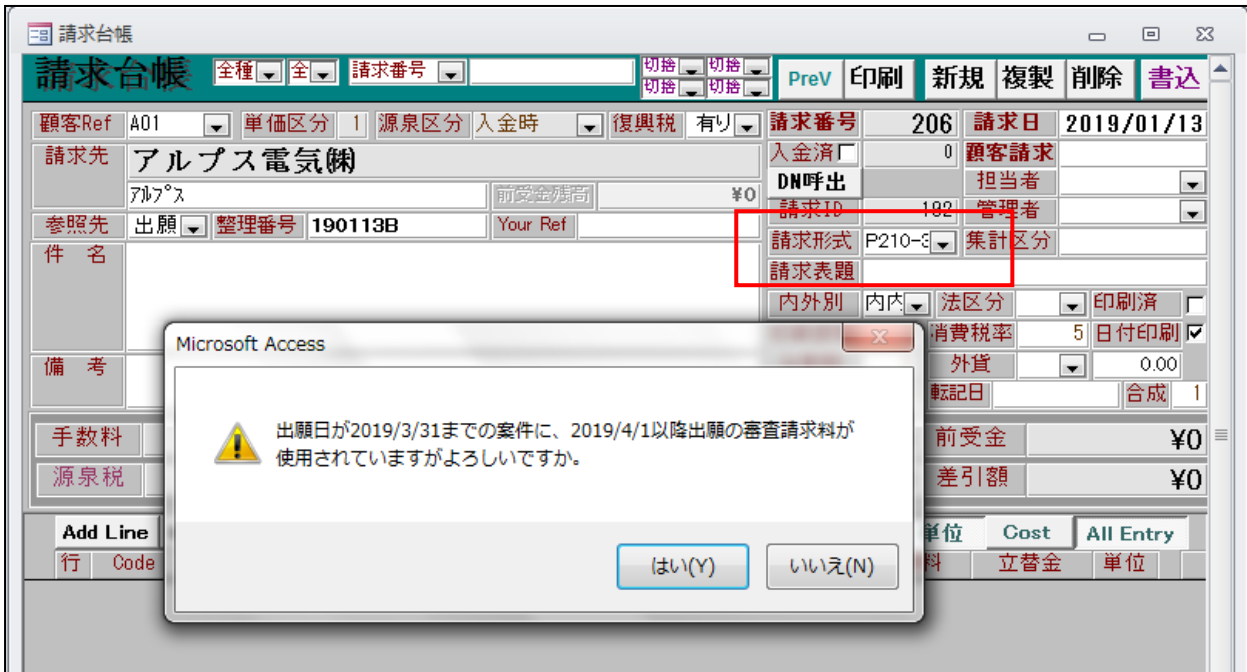 請求台帳
請求台帳 全種 全 請求番号 切捨 切捨 PreV 印刷 新規 複製 削除 書込
切捨 切捨
顧客Ref A01 単価区分 1 源泉区分 入金時 復興税 有り 請求番号 206 請求日 2019/01/13
請求先 アルプス電気㈱ 入金済 0 顧客請求
ｱﾙﾌﾟｽ 前受金残高 ¥0 DN呼出 担当者
請求ID 192 管理者
参照先 出願 整理番号 190113B Your Ref
請求形式 P210-3 集計区分
件 名
請求表題
内外別 内内 法区分 印刷済
Microsoft Access
消費税率 5 日付印刷
備 考 外貨 0.00
転記日 合成 1
出願日が2019/3/31までの案件に、2019/4/1以降出願の審査請求料が
使用されていますがよろしいですか。
手数料 前受金 ¥0
源泉税 差引額 ¥0
Add Line 単位 Cost All Entry
はい(Y) いいえ(N)
行 Code 料 立替金 単位